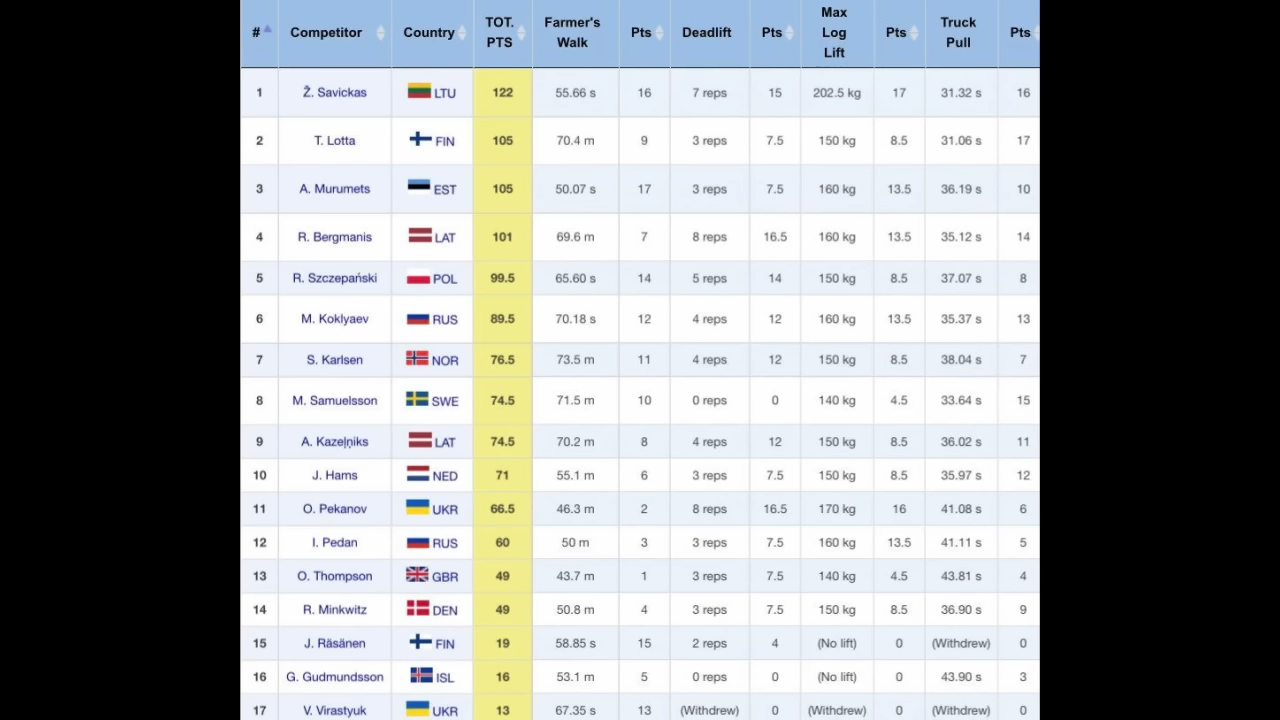 # Competitor Country TOT. PTS Farmer's Walk Pts Deadlift Pts Max Log Lift Pts Truck Pull Pts
1 Ž. Savickas LTU 122 55.66 s 16 7 reps 15 202.5 kg 17 31.32 s 16
2 T. Lotta FIN 105 70.4 m 9 3 reps 7.5 150 kg 8.5 31.06 s 17
3 A. Murumets EST 105 50.07 s 17 3 reps 7.5 160 kg 13.5 36.19 s 10
4 R. Bergmanis LAT 101 69.6 m 7 8 reps 16.5 160 kg 13.5 35.12 s 14
5 R. Szczepański POL 99.5 65.60 s 14 5 reps 14 150 kg 8.5 37.07 s 8
6 M. Koklyaev RUS 89.5 70.18 s 12 4 reps 12 160 kg 13.5 35.37 s 13
7 S. Karlsen NOR 76.5 73.5 m 11 4 reps 12 150 kg 8.5 38.04 s 7
8 M. Samuelsson SWE 74.5 71.5 m 10 0 reps 0 140 kg 4.5 33.64 s 15
9 A. Kazeļņiks LAT 74.5 70.2 m 8 4 reps 12 150 kg 8.5 36.02 s 11
10 J. Hams NED 71 55.1 m 6 3 reps 7.5 150 kg 8.5 35.97 s 12
11 O. Pekanov UKR 66.5 46.3 m 2 8 reps 16.5 170 kg 16 41.08 s 6
12 I. Pedan RUS 60 50 m 3 3 reps 7.5 160 kg 13.5 41.11 s 5
13 O. Thompson GBR 49 43.7 m 1 3 reps 7.5 140 kg 4.5 43.81 s 4
14 R. Minkwitz DEN 49 50.8 m 4 3 reps 7.5 150 kg 8.5 36.90 s 9
15 J. Räsänen FIN 19 58.85 s 15 2 reps 4 (No lift) 0 (Withdrew) 0
16 G. Gudmundsson ISL 16 53.1 m 5 0 reps 0 (No lift) 0 43.90 s 3
17 V. Virastyuk UKR 13 67.35 s 13 (Withdrew) 0 (Withdrew) 0 (Withdrew) 0